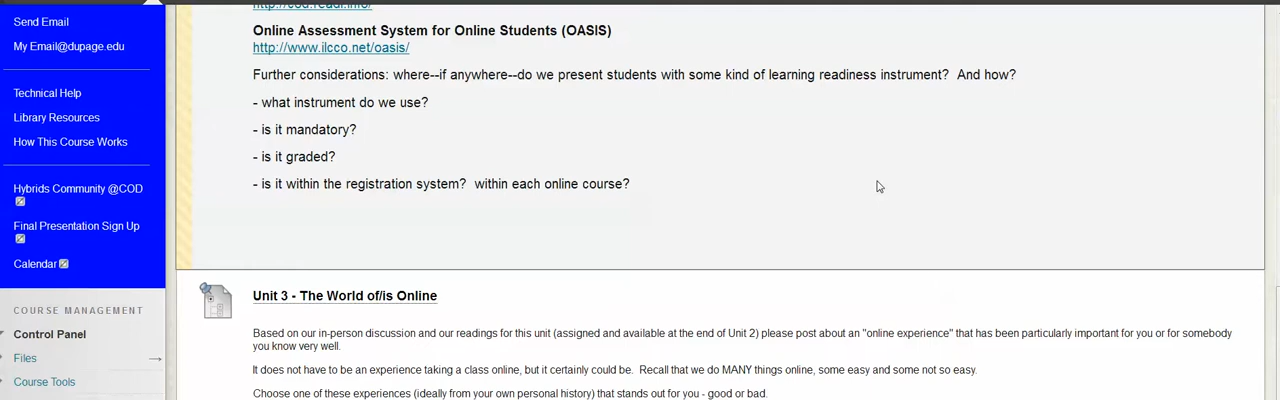 Send Email
My Email@dupage.edu
Technical Help
Library Resources
How This Course Works
Hybrids Community @COD
Final Presentation Sign Up
Calendar
COURSE MANAGEMENT
Control Panel
Files
Course Tools
http://cod.readi.info/
Online Assessment System for Online Students (OASIS)
http://www.ilcco.net/oasis/
Further considerations: where--if anywhere--do we present students with some kind of learning readiness instrument?  And how?
- what instrument do we use?
- is it mandatory?
- is it graded?
- is it within the registration system?  within each online course?
Unit 3 - The World of/is Online
Based on our in-person discussion and our readings for this unit (assigned and available at the end of Unit 2) please post about an "online experience" that has been particularly important for you or for somebody
you know very well.
It does not have to be an experience taking a class online, but it certainly could be.  Recall that we do MANY things online, some easy and some not so easy.
Choose one of these experiences (ideally from your own personal history) that stands out for you - good or bad.